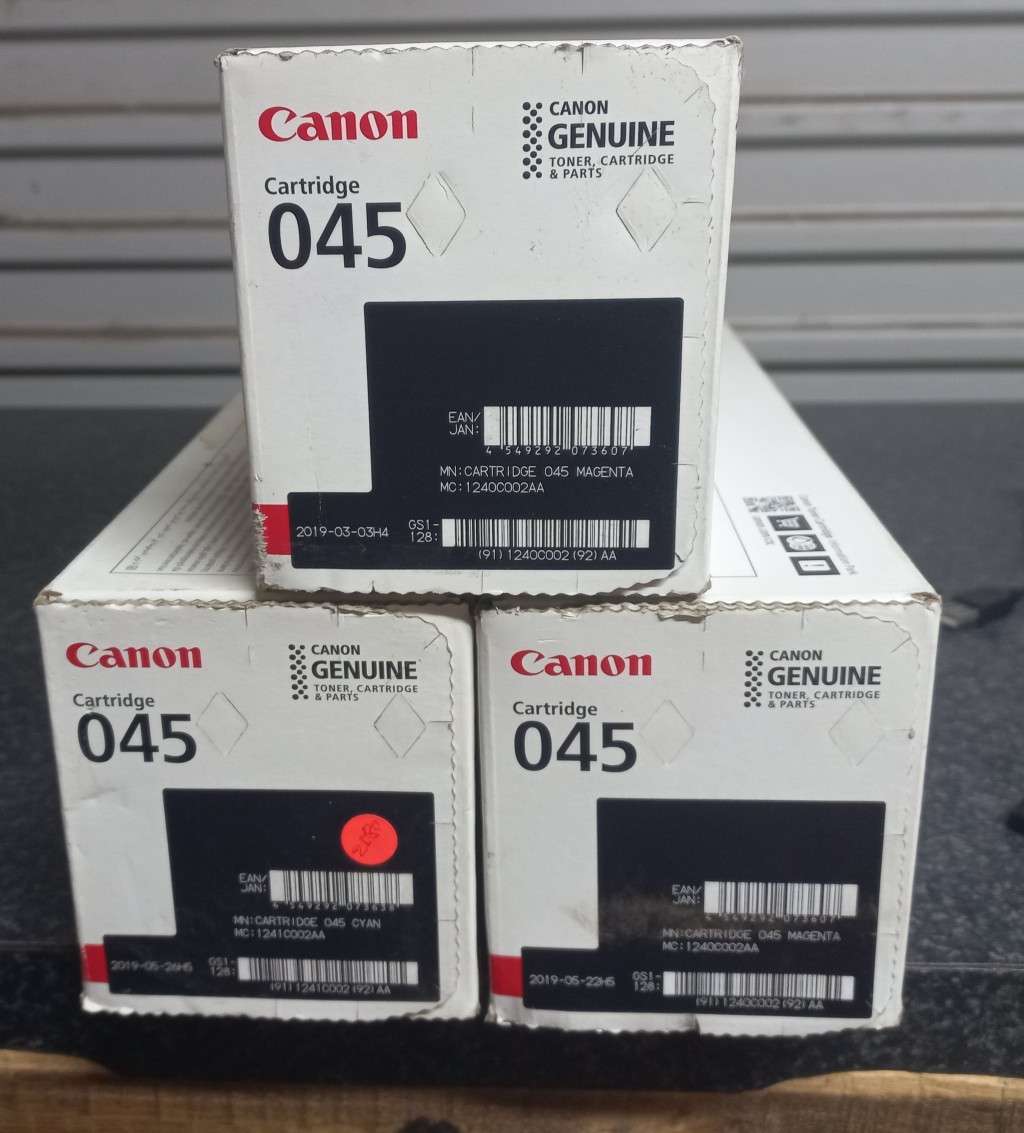 Canon
CANON
GENUINE
TONER, CARTRIDGE
& PARTS
Cartridge
045
EAN/
JAN:
4 549292 073607
MN:CARTRIDGE 045 MAGENTA
MC:1240C002AA
2019-03-03H4
GS1-
128:
(91)1240C002(92)AA
Canon
CANON
GENUINE
TONER, CARTRIDGE
& PARTS
Cartridge
045
EAN/
JAN:
MN:CARTRIDGE 045 CYAN
MC:1241C002AA
2019-05-26H5
GS1-
128:
(91)1241C002(92)AA
Canon
CANON
GENUINE
TONER, CARTRIDGE
& PARTS
Cartridge
045
EAN/
JAN:
4 549292 073607
MN:CARTRIDGE 045 MAGENTA
MC:1240C002AA
2019-05-22H5
GS1-
128:
(91)1240C002(92)AA